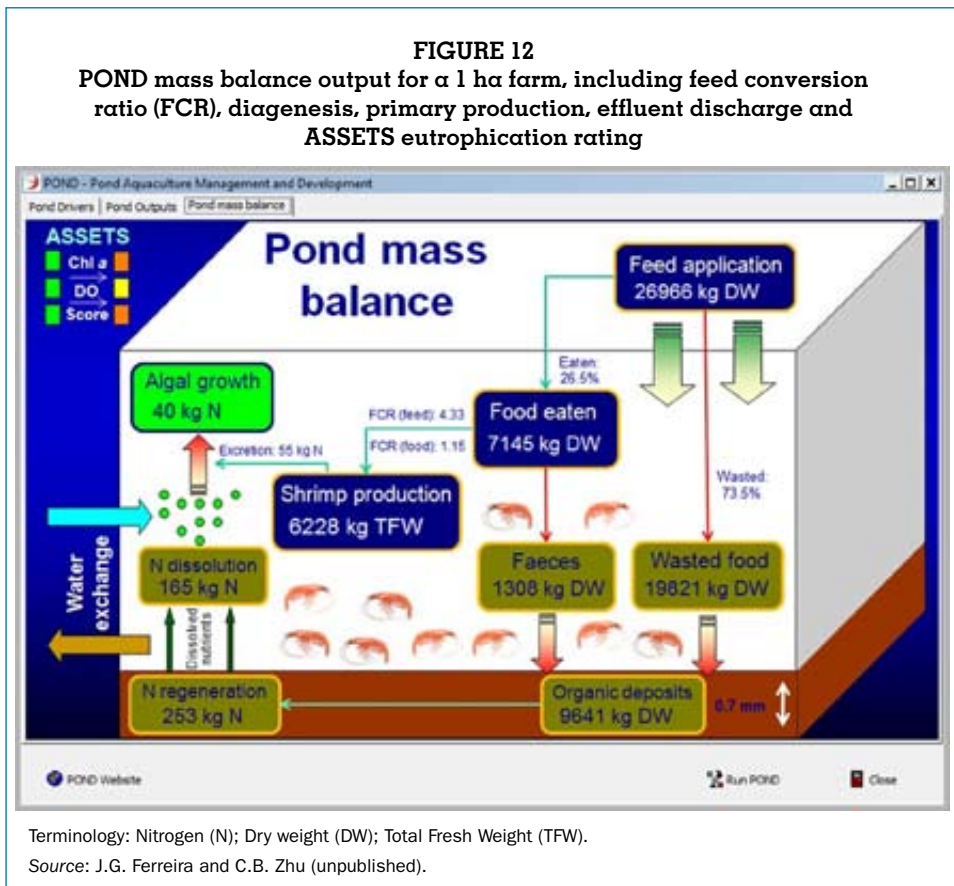 FIGURE 12
POND mass balance output for a 1 ha farm, including feed conversion
ratio (FCR), diagenesis, primary production, effluent discharge and
ASSETS eutrophication rating
POND - Pond Aquaculture Management and Development
Pond Drivers | Pond Outputs | Pond mass balance
ASSETS
Chl a
DO
Score
Pond mass
balance
Feed application
26966 kg DW
Eaten:
26.5%
Algal growth
40 kg N
FCR (feed): 4.33
FCR (food): 1.15
Food eaten
7145 kg DW
Excretion: 55 kg N
Wasted:
73.5%
Shrimp production
6228 kg TFW
Water
exchange
N dissolution
165 kg N
Faeces
1308 kg DW
Wasted food
19821 kg DW
Dissolved
nutrients
N regeneration
253 kg N
Organic deposits
9641 kg DW
6.7 mm
POND Website
Run POND
Close
Terminology: Nitrogen (N); Dry weight (DW); Total Fresh Weight (TFW).
Source: J.G. Ferreira and C.B. Zhu (unpublished).